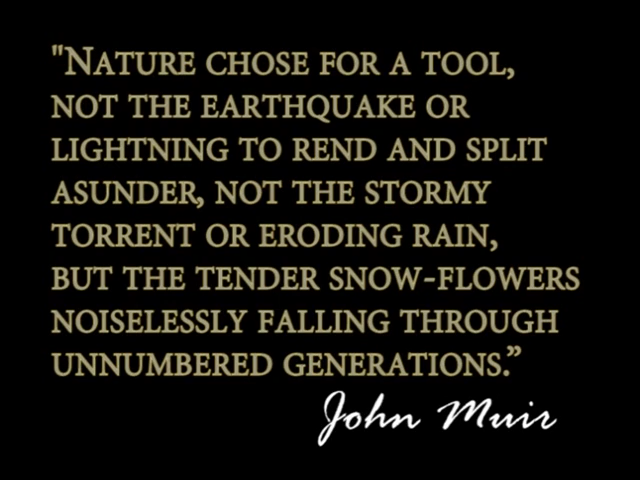 "Nature chose for a tool,
not the earthquake or
lightning to rend and split
asunder, not the stormy
torrent or eroding rain,
but the tender snow-flowers
noiselessly falling through
unnumbered generations.”
John Muir